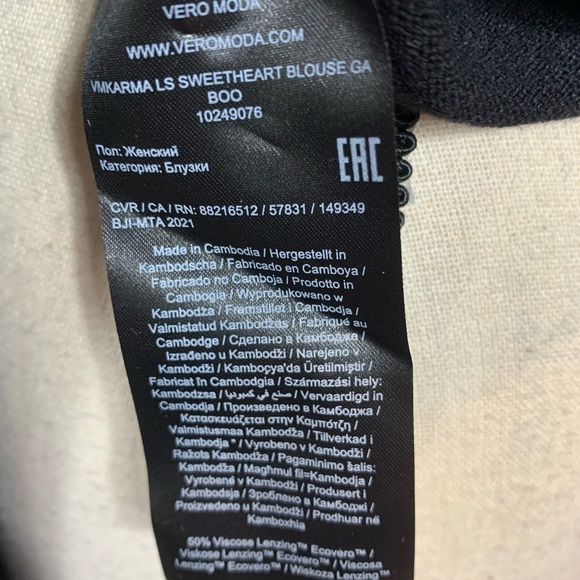 VERO MODA
WWW.VEROMODA.COM
VMKARMA LS SWEETHEART BLOUSE GA
BOO
10249076
Пол: Женский
Категория: Блузки
EAC
CVR / CA / RN: 88216512 / 57831 / 149349
BJI-MTA 2021
Made in Cambodia / Hergestellt in
Kambodscha / Fabricado en Camboya /
Fabricado no Camboja / Prodotto in
Cambogia / Wyprodukowano w
Kambodża / Fremstillet i Cambodja /
Valmistatud Kambodžas / Fabriqué au
Cambodge / Сделано в Камбодже /
Izrađeno u Kambodži / Narejeno v
Kambodži / Kamboçya'da Üretilmiştir /
Fabricat în Cambodgia / Származási hely:
Kambodzsa / صنع في كمبوديا / Vervaardigd in
Cambodja / Произведено в Камбоджа /
Κατασκευάζεται στην Καμπότζη /
Valmistusmaa Kambodža / Tillverkad i
Kambodja * / Vyrobeno v Kambodži /
Ražots Kambodža / Pagaminimo šalis:
Kambodža / Maghmul fil=Kambodja /
Vyrobené v Kambodži / Produsert i
Kambodsja / Зроблено в Камбоджі /
Proizvedeno u Kambodži / Prodhuar në
Kamboxhia
50% Viscose Lenzing™ Ecovero™ /
Viskose Lenzing™ Ecovero™ / Viscosa
Lenzing™ Ecovero™ / Wiskoza Lenzing™